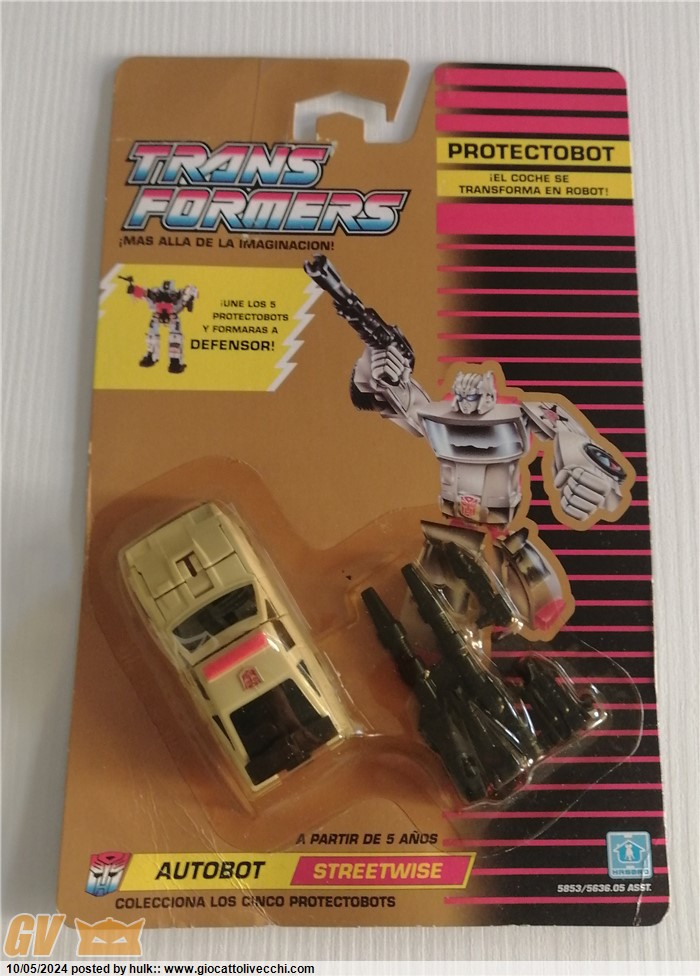 TRANS
FORMERS
¡MAS ALLA DE LA IMAGINACION!
PROTECTOBOT
¡EL COCHE SE
TRANSFORMA EN ROBOT!
¡UNE LOS 5
PROTECTOBOTS
Y FORMARAS A
DEFENSOR!
A PARTIR DE 5 AÑOS
AUTOBOT STREETWISE
COLECCIONA LOS CINCO PROTECTOBOTS
HASBRO
5853/5636.05 ASST.
GV
10/05/2024 posted by hulk:: www.giocattolivecchi.com